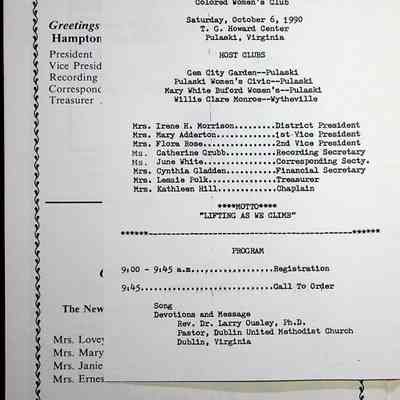 Colored Women's Club
Saturday, October 6, 1990
T. G. Howard Center
Pulaski, Virginia
HOST CLUBS
Gem City Garden--Pulaski
Pulaski Women's Civic--Pulaski
Mary White Buford Women's--Pulaski
Willie Clare Monroe--Wytheville
Mrs. Irene H. Morrison.........District President
Mrs. Mary Adderton.............1st Vice President
Mrs. Flora Rose................2nd Vice President
Ms. Catherine Grubb...........Recording Secretary
Ms. June White................Corresponding Secty.
Mrs. Cynthia Gladden..........Financial Secretary
Mrs. Lessie Polk..............Treasurer
Mrs. Kathleen Hill............Chaplain
****MOTTO****
"LIFTING AS WE CLIMB"
******------------------------------------------******
PROGRAM
9:00 - 9:45 a.m..................Registration
9:45.............................Call To Order
Song
Devotions and Message
Rev. Dr. Larry Ousley, Ph.D.
Pastor, Dublin United Methodist Church
Dublin, Virginia
Greetings
Hampton
President
Vice Presid
Recording
Correspond
Treasurer .
The New
Mrs. Love
Mrs. Mary
Mrs. Janie
Mrs. Ernes